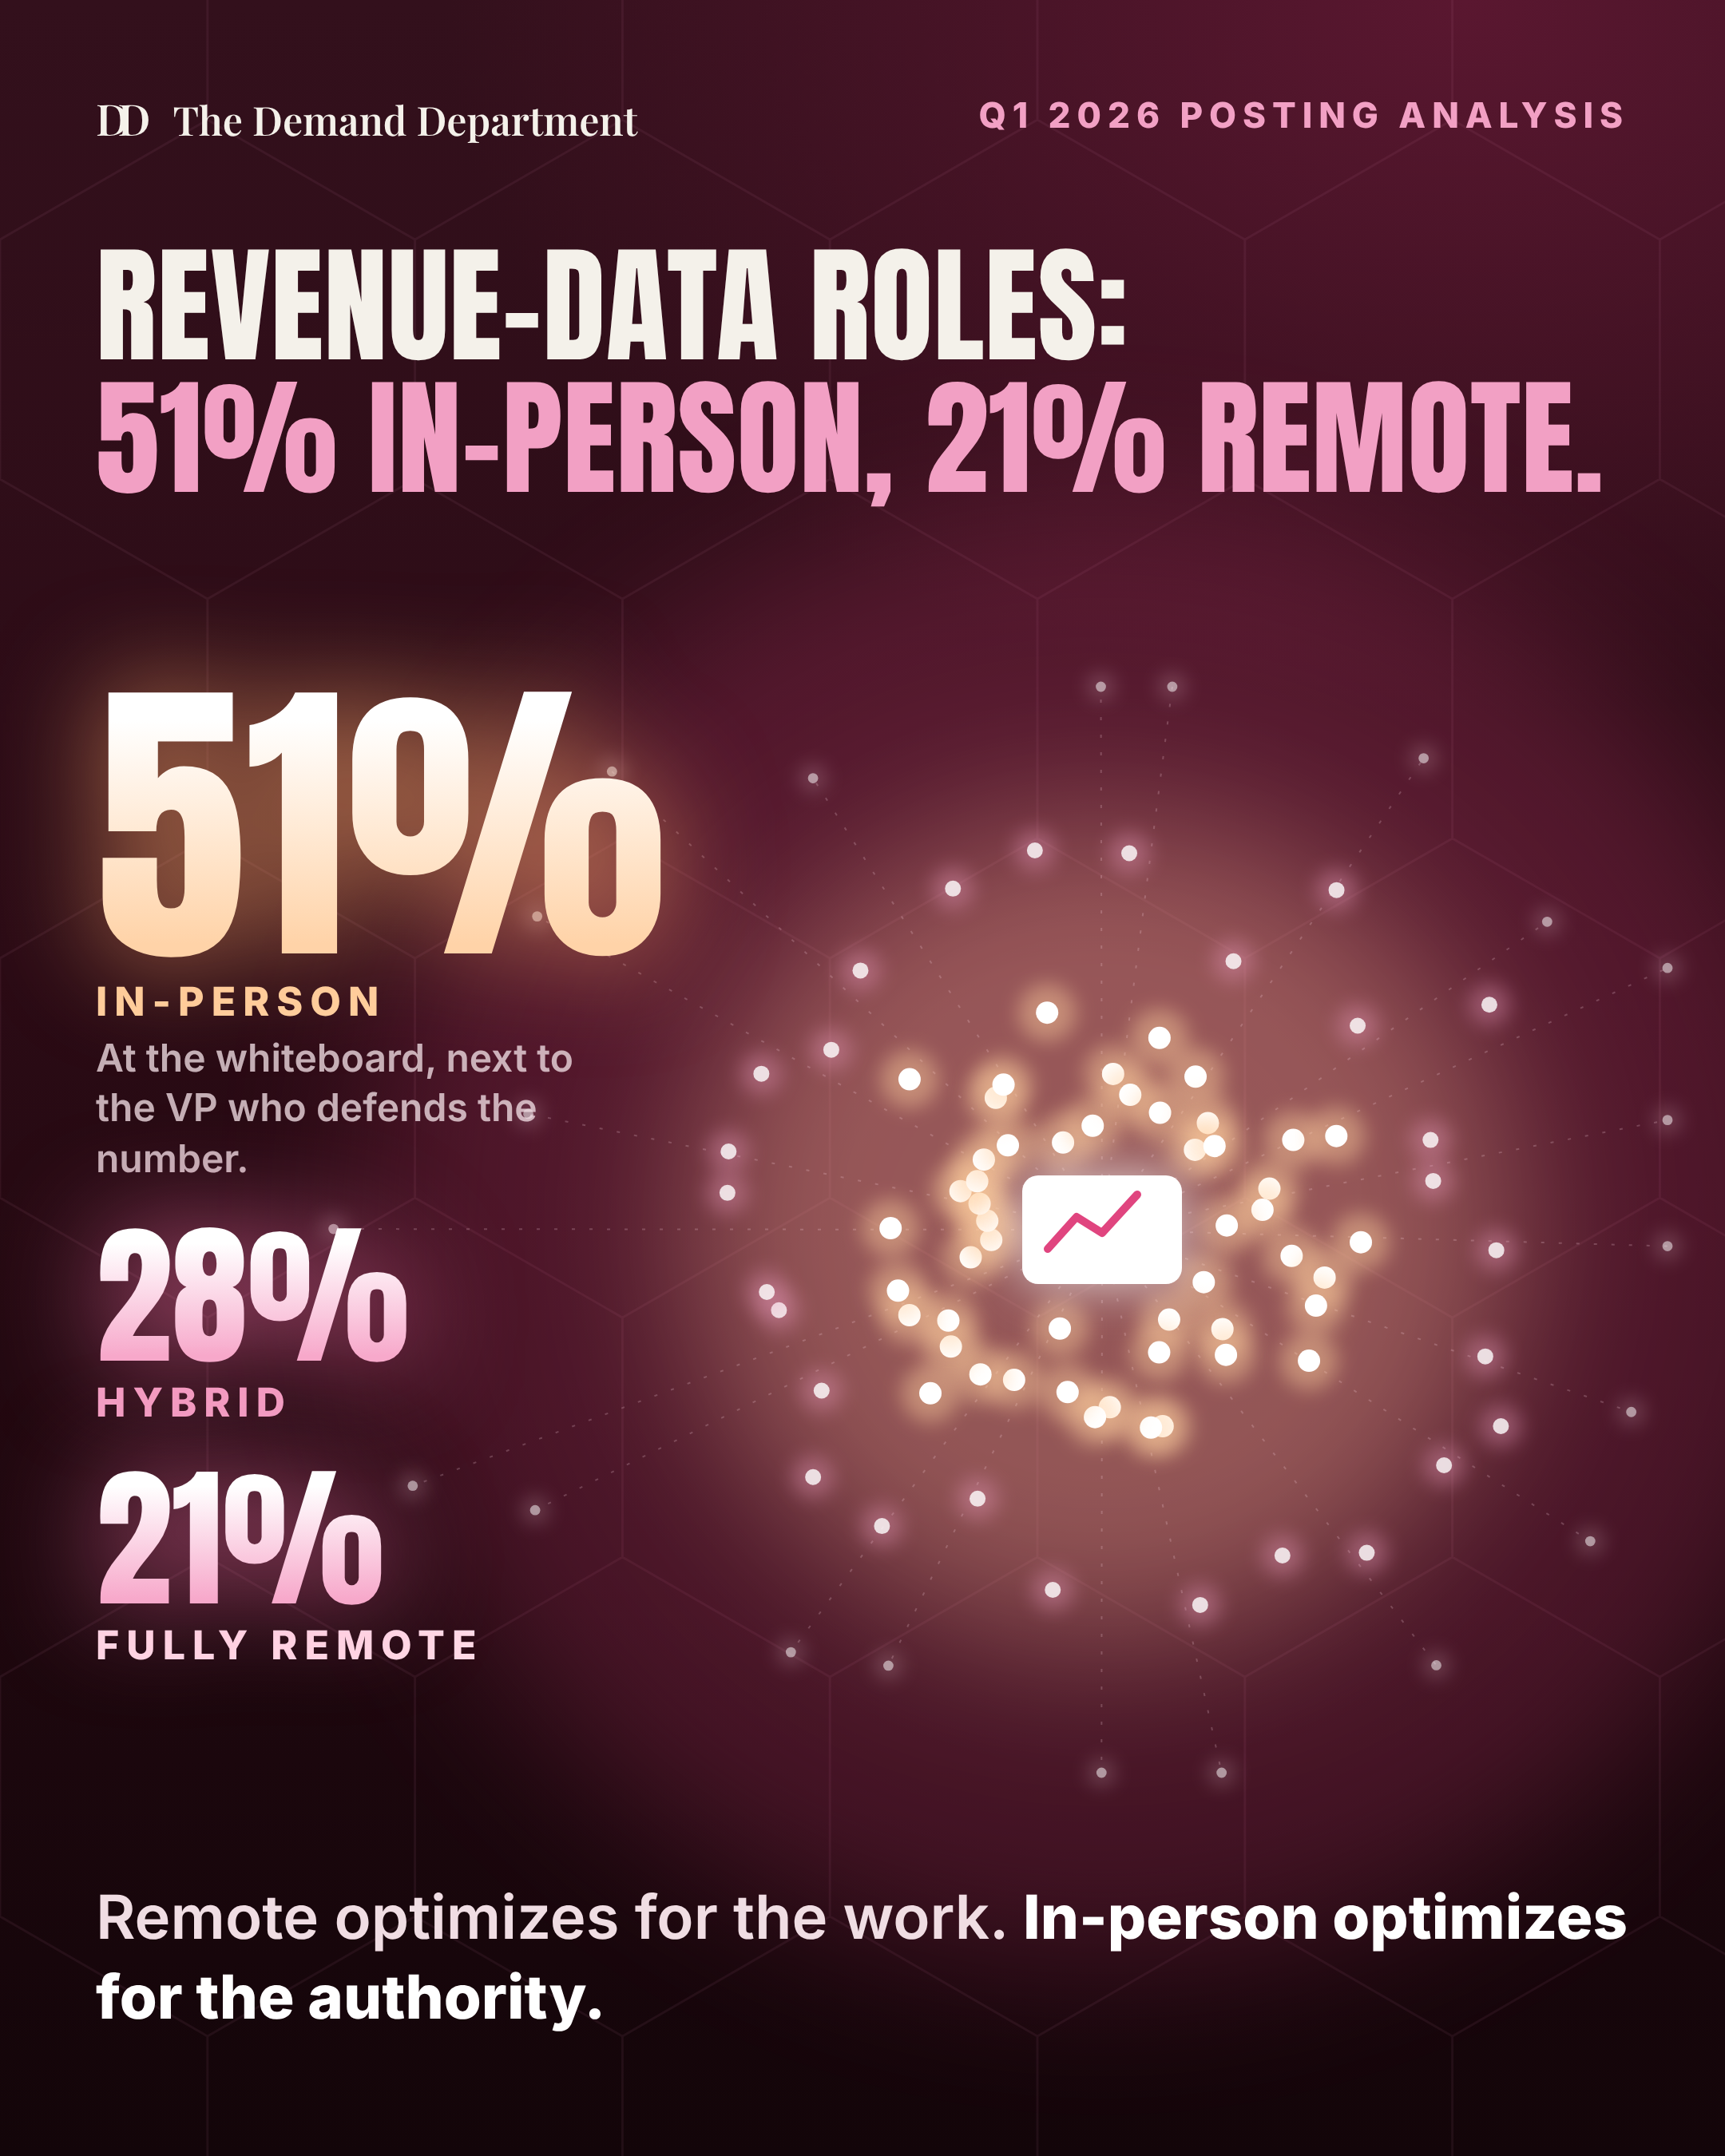 DD The Demand Department
Q1 2026 POSTING ANALYSIS
REVENUE-DATA ROLES:
51% IN-PERSON, 21% REMOTE.
51%
IN-PERSON
At the whiteboard, next to
the VP who defends the
number.
28%
HYBRID
21%
FULLY REMOTE
Remote optimizes for the work. In-person optimizes
for the authority.